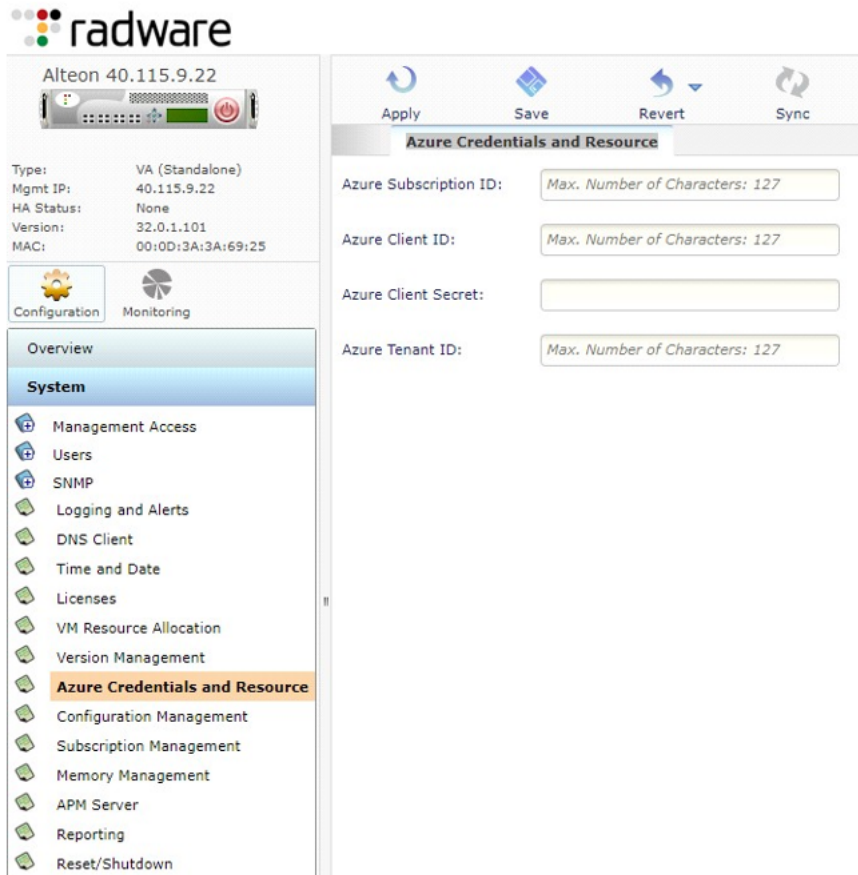 radware
Alteon 40.115.9.22
Type: VA (Standalone)
Mgmt IP: 40.115.9.22
HA Status: None
Version: 32.0.1.101
MAC: 00:0D:3A:3A:69:25
Configuration Monitoring
Overview
System
Management Access
Users
SNMP
Logging and Alerts
DNS Client
Time and Date
Licenses
VM Resource Allocation
Version Management
Azure Credentials and Resource
Configuration Management
Subscription Management
Memory Management
APM Server
Reporting
Reset/Shutdown
Apply Save Revert Sync
Azure Credentials and Resource
Azure Subscription ID: Max. Number of Characters: 127
Azure Client ID: Max. Number of Characters: 127
Azure Client Secret:
Azure Tenant ID: Max. Number of Characters: 127